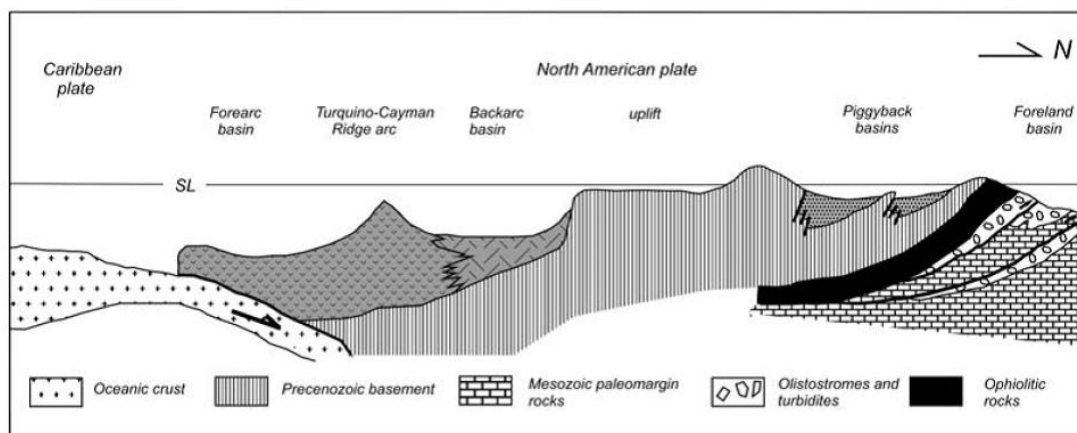 N
Caribbean
plate
North American plate
Forearc
basin
Turquino-Cayman
Ridge arc
Backarc
basin
uplift
Piggyback
basins
Foreland
basin
SL
Oceanic crust
Precenozoic basement
Mesozoic paleomargin
rocks
Olistostromes and
turbidites
Ophiolitic
rocks